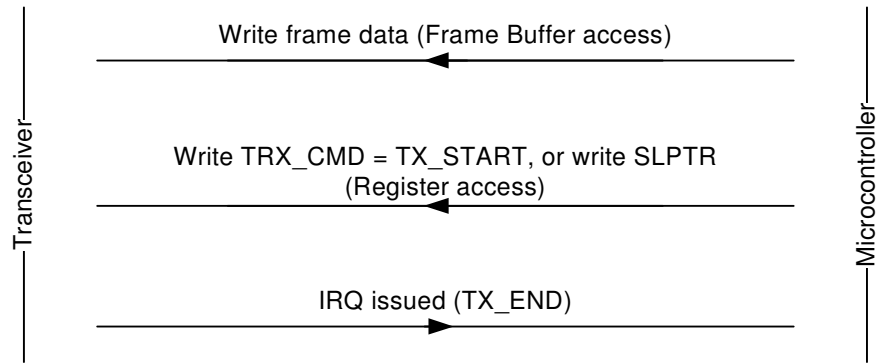 Write frame data (Frame Buffer access)
Transceiver
Write TRX_CMD = TX_START, or write SLPTR
(Register access)
Microcontroller
IRQ issued (TX_END)